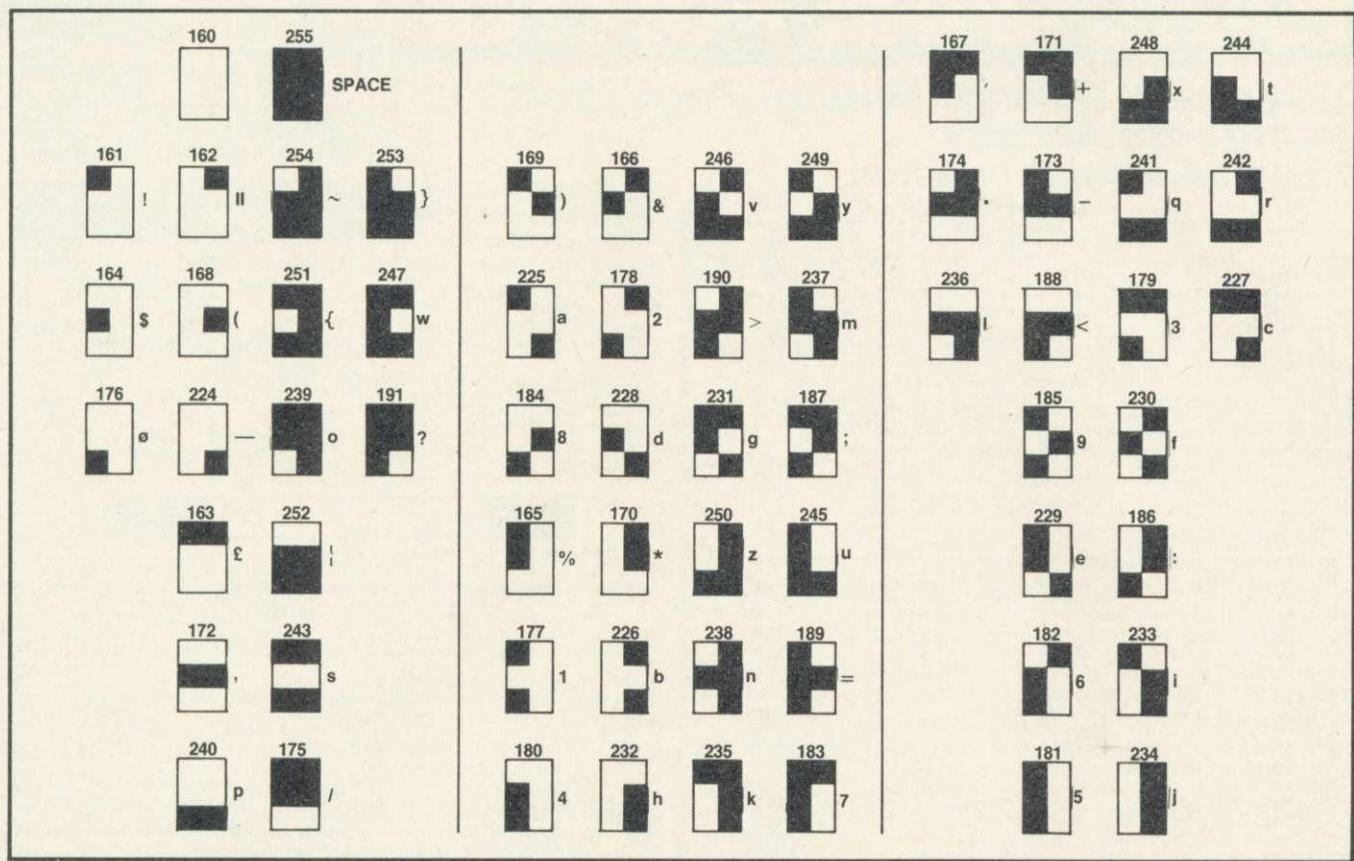 160 255
SPACE
161 162 254 253
! II ~ }
164 168 251 247
$ ( { w
176 224 239 191
ø — o ?
163 252
£ ¦
172 243
, s
240 175
p /
169 166 246 249
) & v y
225 178 190 237
a 2 > m
184 228 231 187
8 d g ;
165 170 250 245
% * z u
177 226 238 189
1 b n =
180 232 235 183
4 h k 7
167 171 248 244
' + x t
174 173 241 242
. – q r
236 188 179 227
l < 3 c
185 230
9 f
229 186
e :
182 233
6 i
181 234
5 j